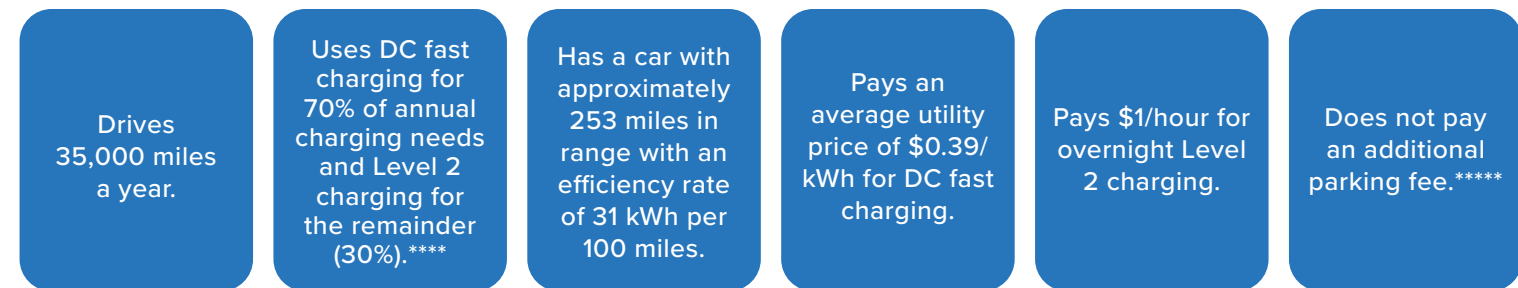 Drives
35,000 miles
a year.
Uses DC fast
charging for
70% of annual
charging needs
and Level 2
charging for
the remainder
(30%).****
Has a car with
approximately
253 miles in
range with an
efficiency rate
of 31 kWh per
100 miles.
Pays an
average utility
price of $0.39/
kWh for DC fast
charging.
Pays $1/hour for
overnight Level
2 charging.
Does not pay
an additional
parking fee.*****